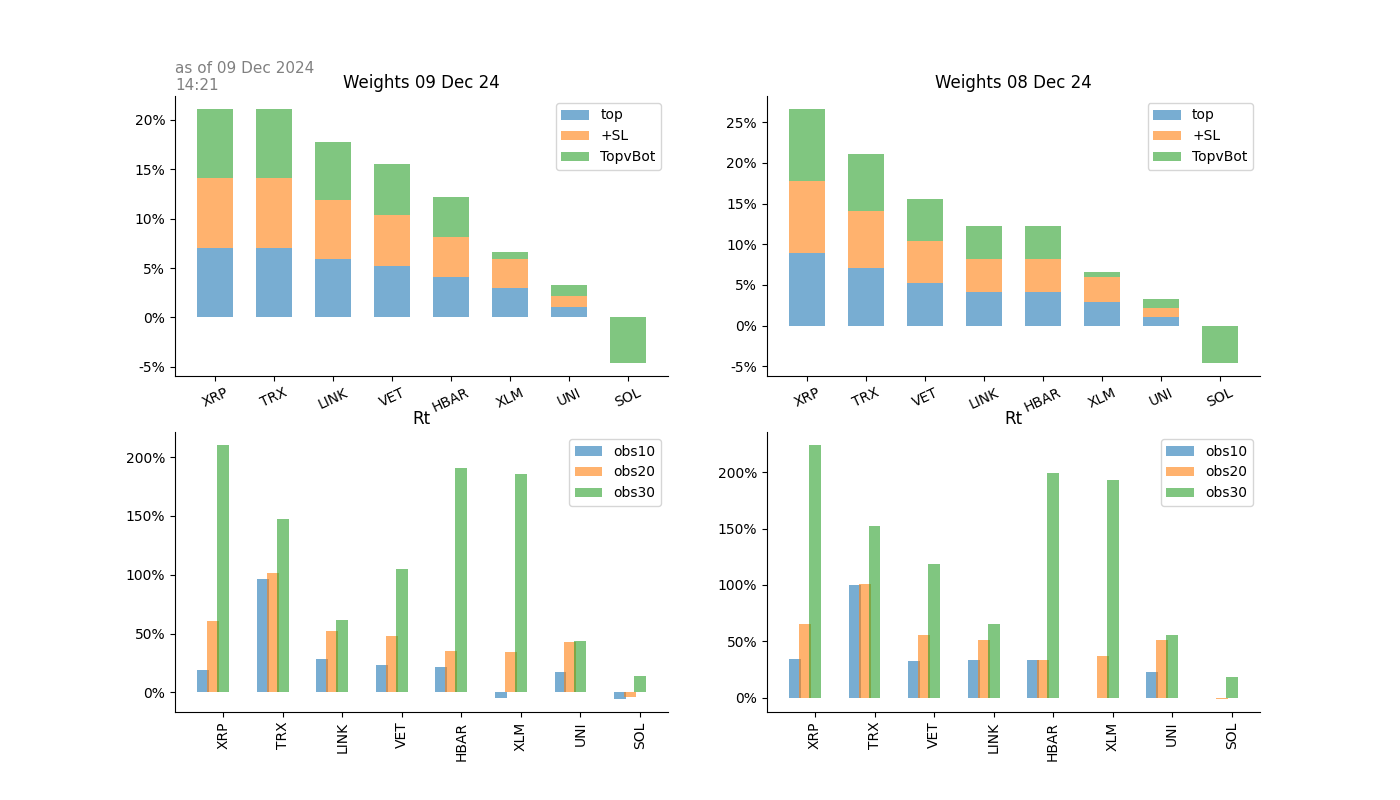 as of 09 Dec 2024
14:21
Weights 09 Dec 24
20%
15%
10%
5%
0%
-5%
top
+SL
TopvBot
XRP TRX LINK VET HBAR XLM UNI SOL
Weights 08 Dec 24
25%
20%
15%
10%
5%
0%
-5%
top
+SL
TopvBot
XRP TRX VET LINK HBAR XLM UNI SOL
Rt
200%
150%
100%
50%
0%
obs10
obs20
obs30
XRP TRX LINK VET HBAR XLM UNI SOL
Rt
200%
150%
100%
50%
0%
obs10
obs20
obs30
XRP TRX VET LINK HBAR XLM UNI SOL